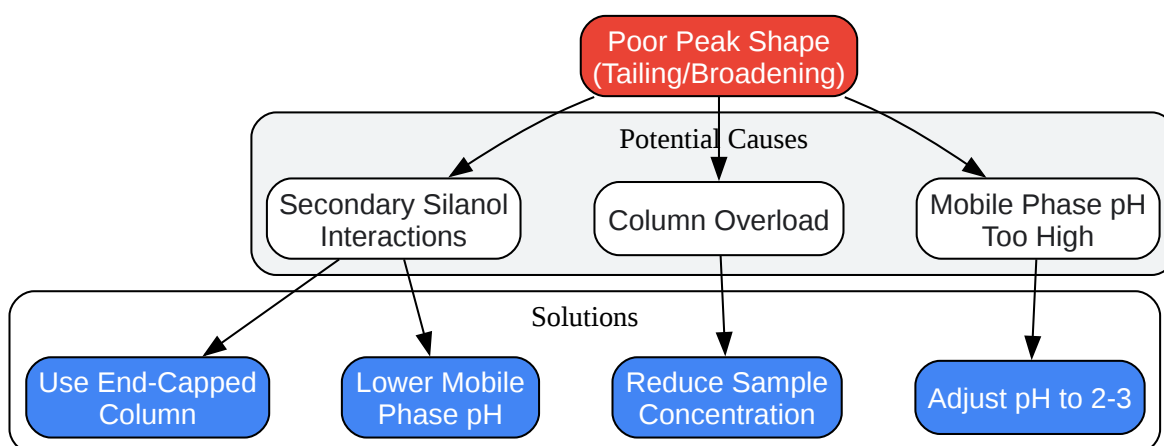 Poor Peak Shape
(Tailing/Broadening)
Potential Causes
Secondary Silanol
Interactions
Column Overload
Mobile Phase pH
Too High
Solutions
Use End-Capped
Column
Lower Mobile
Phase pH
Reduce Sample
Concentration
Adjust pH to 2-3